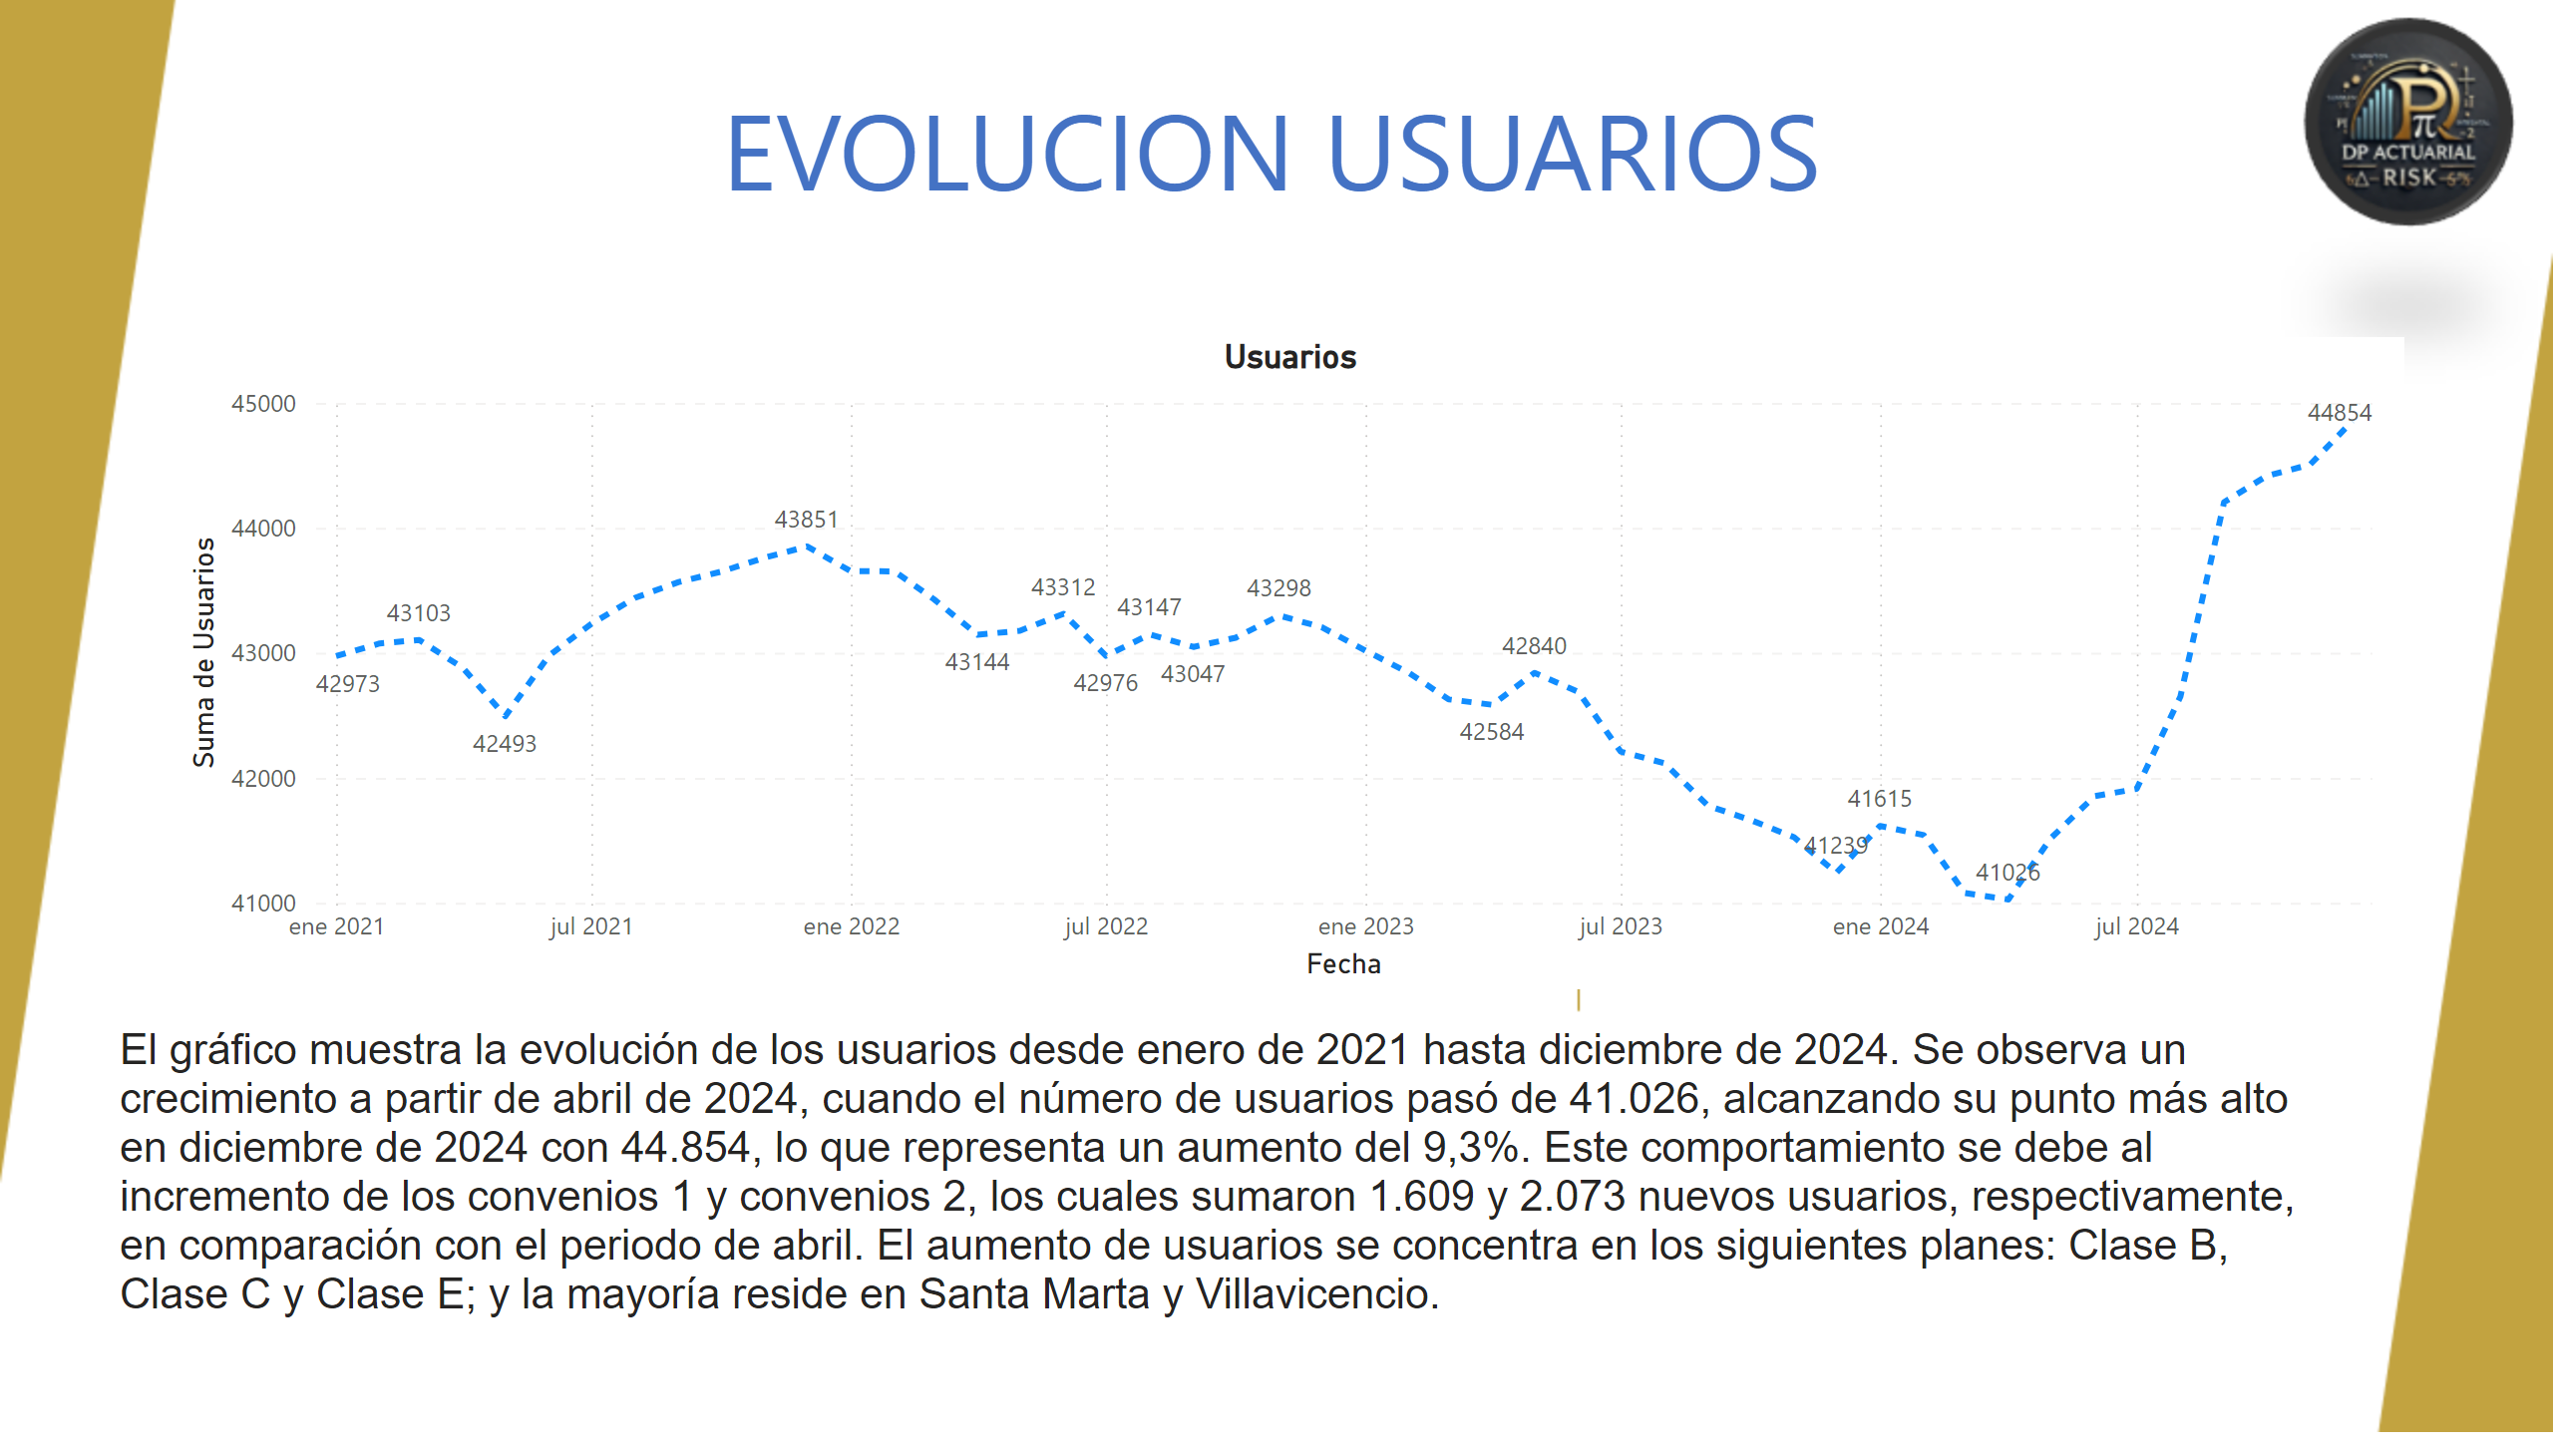 EVOLUCION USUARIOS
DP ACTUARIAL
RISK
Usuarios
Suma de Usuarios
45000
44000
43000
42000
41000
42973
43103
42493
43851
43144
43312
42976
43147
43047
43298
42584
42840
41239
41615
41026
44854
ene 2021
jul 2021
ene 2022
jul 2022
ene 2023
jul 2023
ene 2024
jul 2024
Fecha
El gráfico muestra la evolución de los usuarios desde enero de 2021 hasta diciembre de 2024. Se observa un
crecimiento a partir de abril de 2024, cuando el número de usuarios pasó de 41.026, alcanzando su punto más alto
en diciembre de 2024 con 44.854, lo que representa un aumento del 9,3%. Este comportamiento se debe al
incremento de los convenios 1 y convenios 2, los cuales sumaron 1.609 y 2.073 nuevos usuarios, respectivamente,
en comparación con el periodo de abril. El aumento de usuarios se concentra en los siguientes planes: Clase B,
Clase C y Clase E; y la mayoría reside en Santa Marta y Villavicencio.